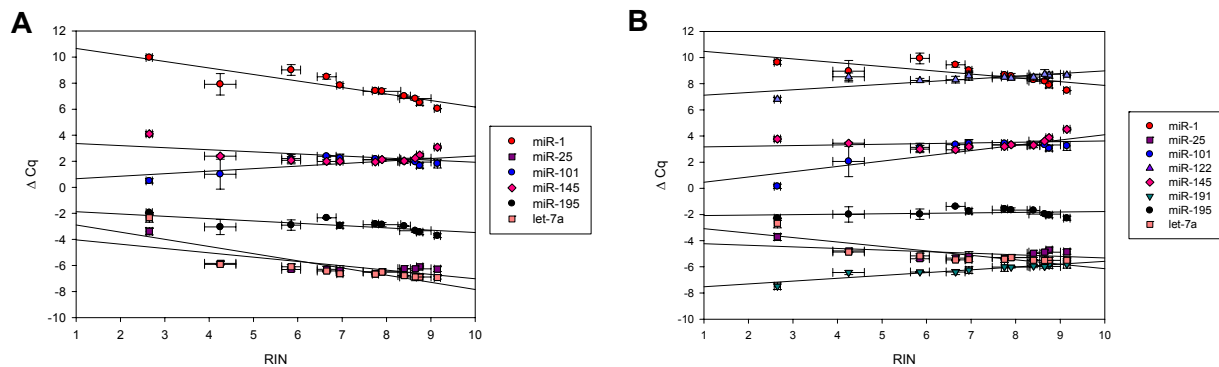 A
Δ Cq
12
10
8
6
4
2
0
-2
-4
-6
-8
-10
1 2 3 4 5 6 7 8 9 10
RIN
miR-1
miR-25
miR-101
miR-145
miR-195
let-7a
B
Δ Cq
12
10
8
6
4
2
0
-2
-4
-6
-8
-10
1 2 3 4 5 6 7 8 9 10
RIN
miR-1
miR-25
miR-101
miR-122
miR-145
miR-191
miR-195
let-7a